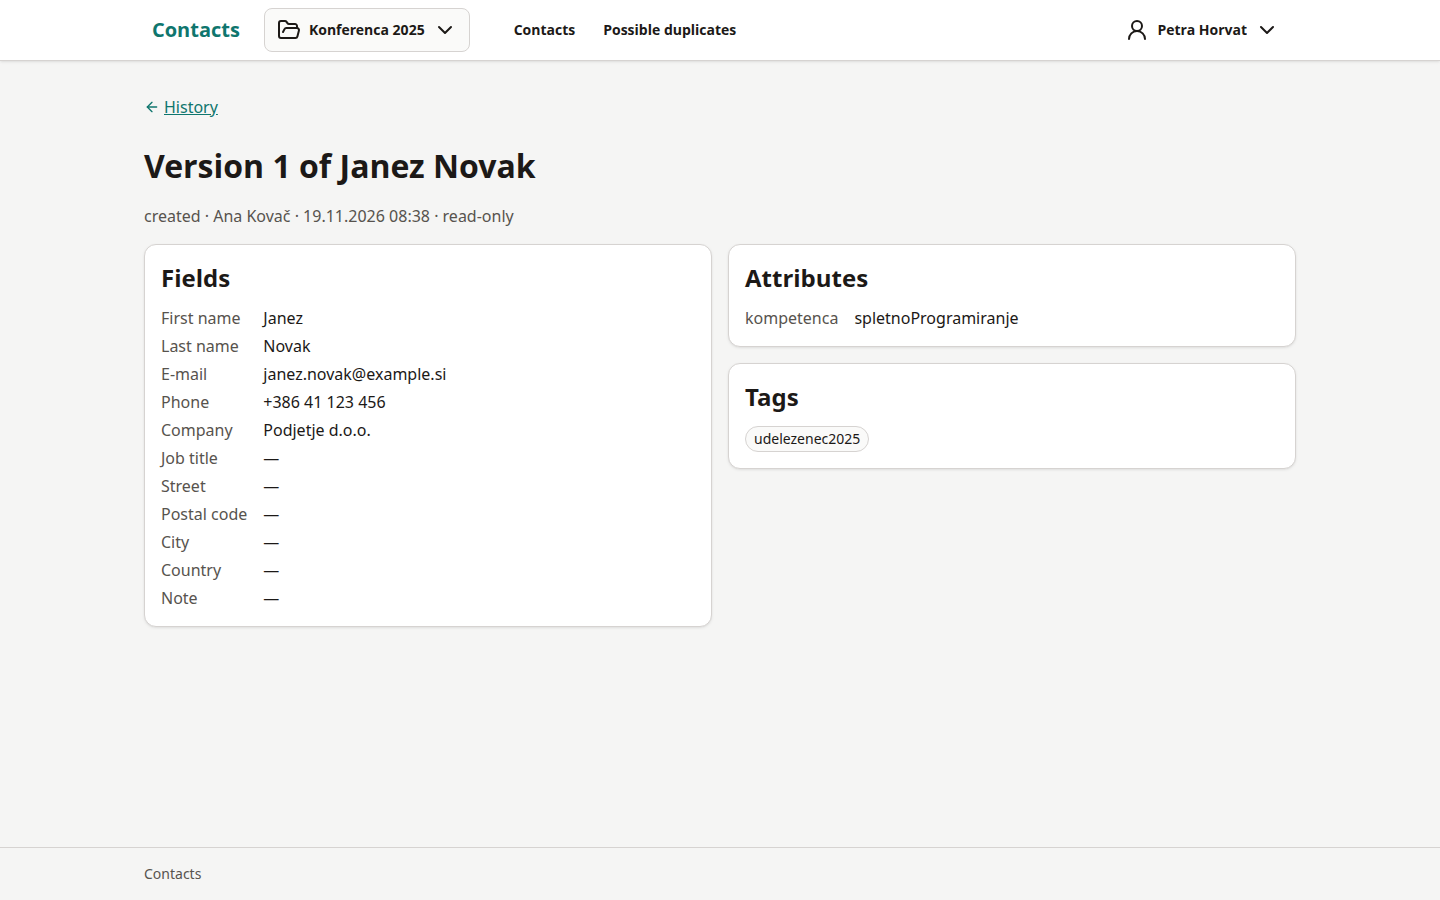 Contacts
Konferenca 2025
Contacts
Possible duplicates
Petra Horvat
← History
Version 1 of Janez Novak
created · Ana Kovač · 19.11.2026 08:38 · read-only
Fields
First name Janez
Last name Novak
E-mail janez.novak@example.si
Phone +386 41 123 456
Company Podjetje d.o.o.
Job title —
Street —
Postal code —
City —
Country —
Note —
Attributes
kompetenca spletnoProgramiranje
Tags
udelezenec2025
Contacts